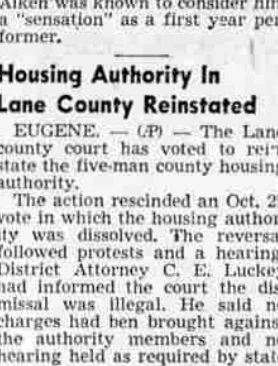 Aiken was known to consider him
a "sensation" as a first year per
former.
Housing Authority In
Lane County Reinstated
EUGENE. — (AP) — The Lane
county court has voted to rein
state the five-man county housing
authority.
The action rescinded an Oct. 2
vote in which the housing author
ity was dissolved. The reversa
followed protests and a hearing
District Attorney C. E. Luckey
had informed the court the dis
missal was illegal. He said no
charges had ben brought agains
the authority members and no
hearing held as required by state